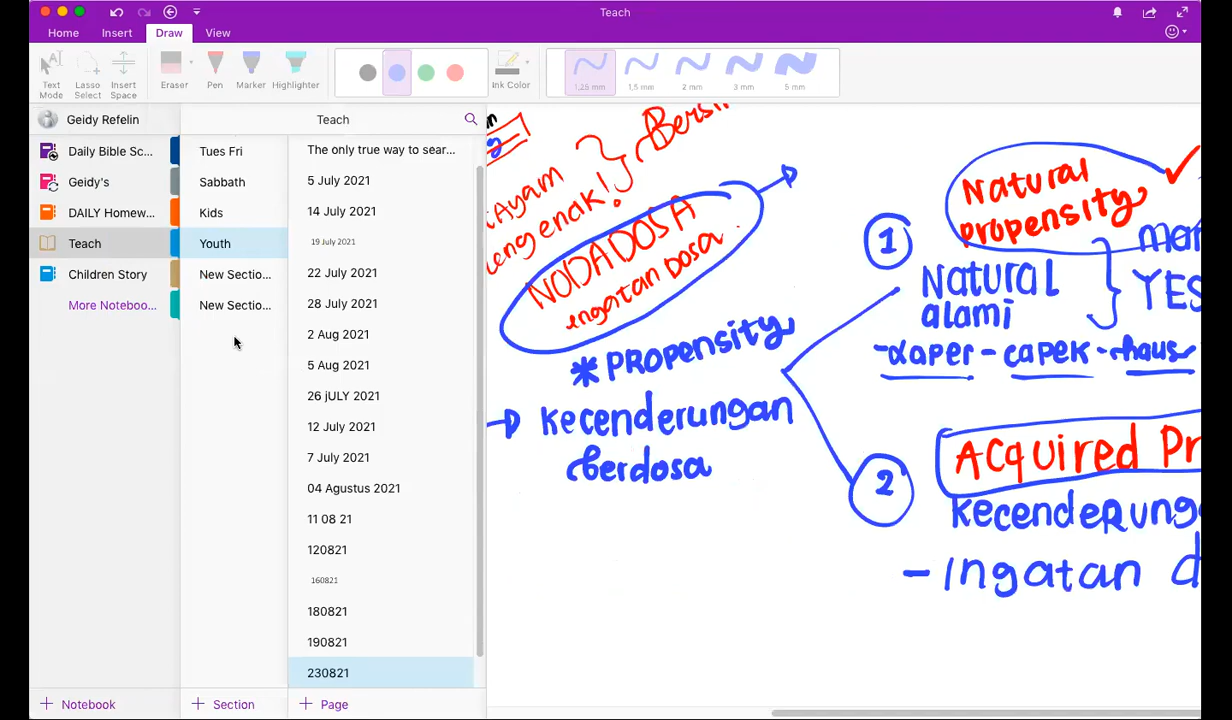 Teach
Home
Insert
Draw
View
Text
Mode
Lasso
Select
Insert
Space
Eraser
Pen
Marker
Highlighter
Ink Color
1,25 mm
1,5 mm
2 mm
3 mm
5 mm
Geidy Refelin
Teach
Daily Bible Sc...
Geidy's
DAILY Homew...
Teach
Children Story
More Noteboo...
Tues Fri
Sabbath
Kids
Youth
New Sectio...
New Sectio...
The only true way to sear...
5 July 2021
14 July 2021
19 July 2021
22 July 2021
28 July 2021
2 Aug 2021
5 Aug 2021
26 jULY 2021
12 July 2021
7 July 2021
04 Agustus 2021
11 08 21
120821
160821
180821
190821
230821
+ Notebook
+ Section
+ Page
Bersi
Ayam
engenak!
NODA DOSA
ingatan Dosa.
* PROPENSITY
Kecenderungan
berdosa
1
Natural
propensity
Natural
alami
YES
-Laper - capek - haus
2
Acquired Pr
Kecenderung
- Ingatan d